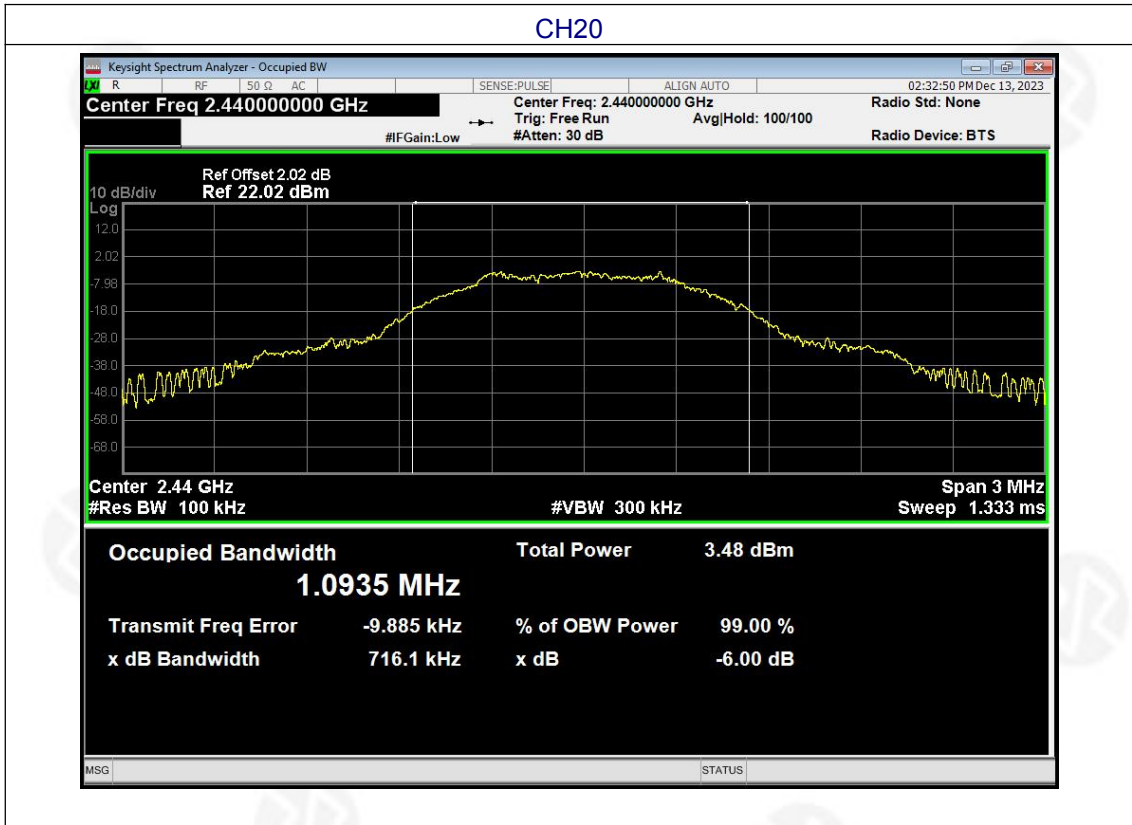 CH20
Keysight Spectrum Analyzer - Occupied BW
LXI R RF 50 Ω AC SENSE:PULSE ALIGN AUTO 02:32:50 PM Dec 13, 2023
Center Freq 2.440000000 GHz Center Freq: 2.440000000 GHz Radio Std: None
Trig: Free Run Avg|Hold: 100/100
#IFGain:Low #Atten: 30 dB Radio Device: BTS
Ref Offset 2.02 dB
10 dB/div Ref 22.02 dBm
Log
12.0
2.02
-7.98
-18.0
-28.0
-38.0
-48.0
-58.0
-68.0
Center 2.44 GHz Span 3 MHz
#Res BW 100 kHz #VBW 300 kHz Sweep 1.333 ms
Occupied Bandwidth Total Power 3.48 dBm
1.0935 MHz
Transmit Freq Error -9.885 kHz % of OBW Power 99.00 %
x dB Bandwidth 716.1 kHz x dB -6.00 dB
MSG STATUS